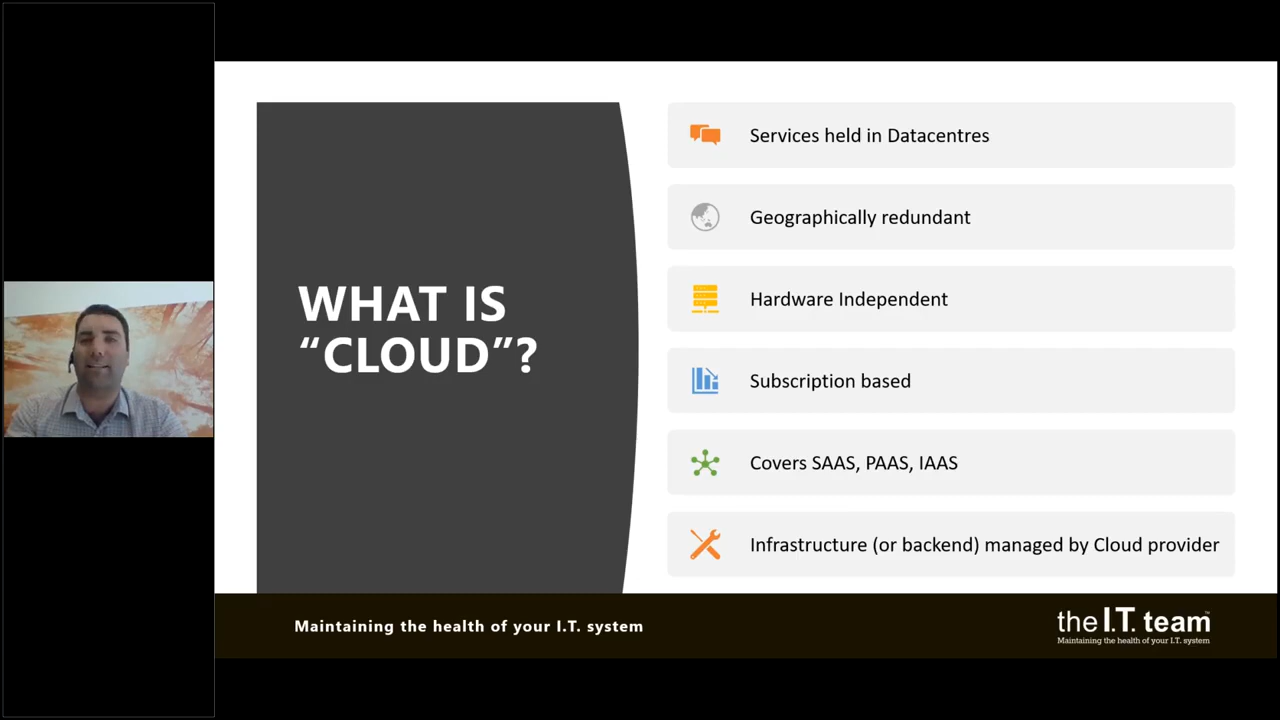 WHAT IS
“CLOUD”?
Services held in Datacentres
Geographically redundant
Hardware Independent
Subscription based
Covers SAAS, PAAS, IAAS
Infrastructure (or backend) managed by Cloud provider
Maintaining the health of your I.T. system
the I.T. team™
Maintaining the health of your I.T. system